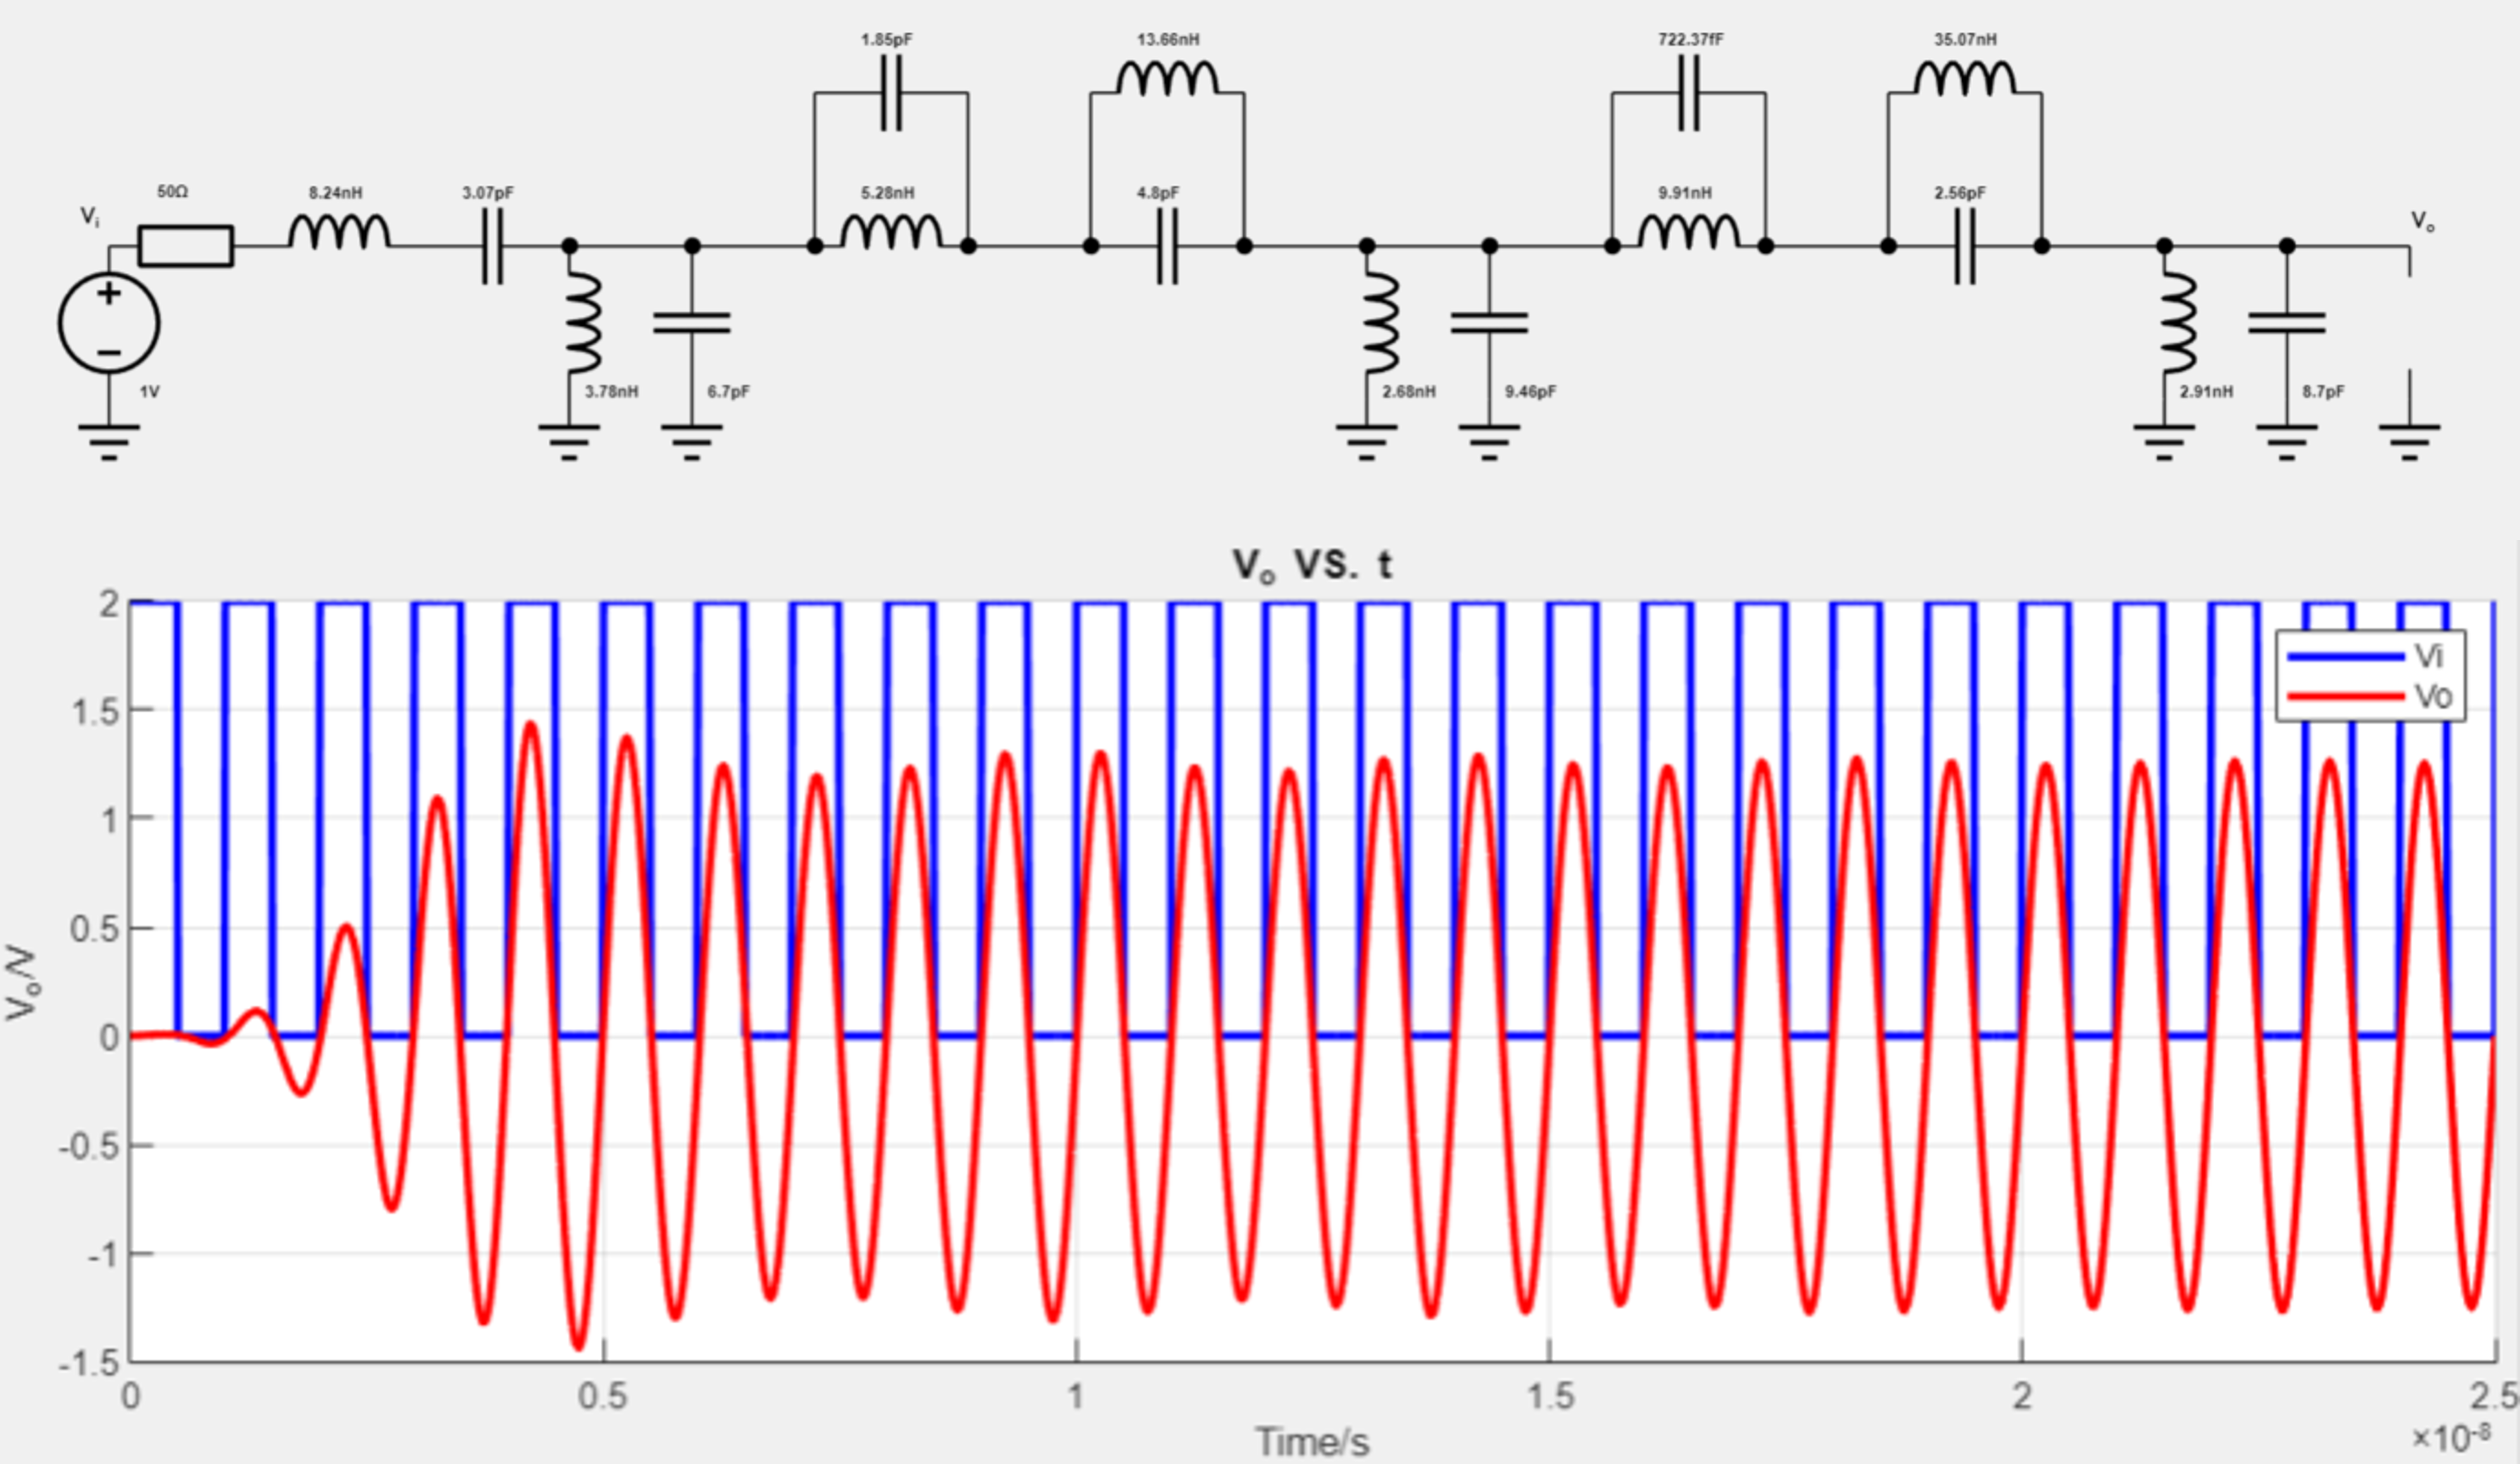 1.85pF
13.66nH
722.37fF
35.07nH
Vi
50Ω
8.24nH
3.07pF
5.28nH
4.8pF
9.91nH
2.56pF
Vo
1V
3.78nH
6.7pF
2.68nH
9.46pF
2.91nH
8.7pF
Vo VS. t
2
1.5
1
0.5
0
-0.5
-1
-1.5
Vo/V
Vi
Vo
0
0.5
1
1.5
2
2.5
Time/s
×10-8